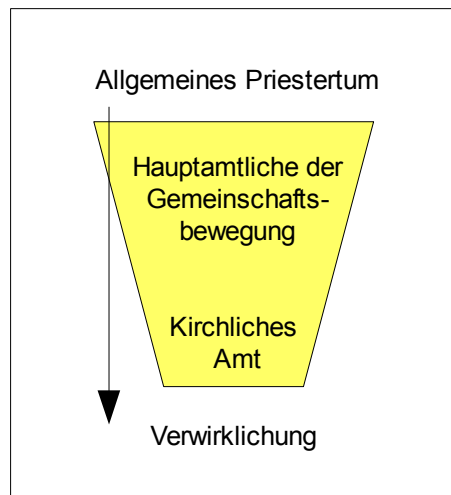 Allgemeines Priestertum
Hauptamtliche der
Gemeinschafts-
bewegung
Kirchliches
Amt
Verwirklichung